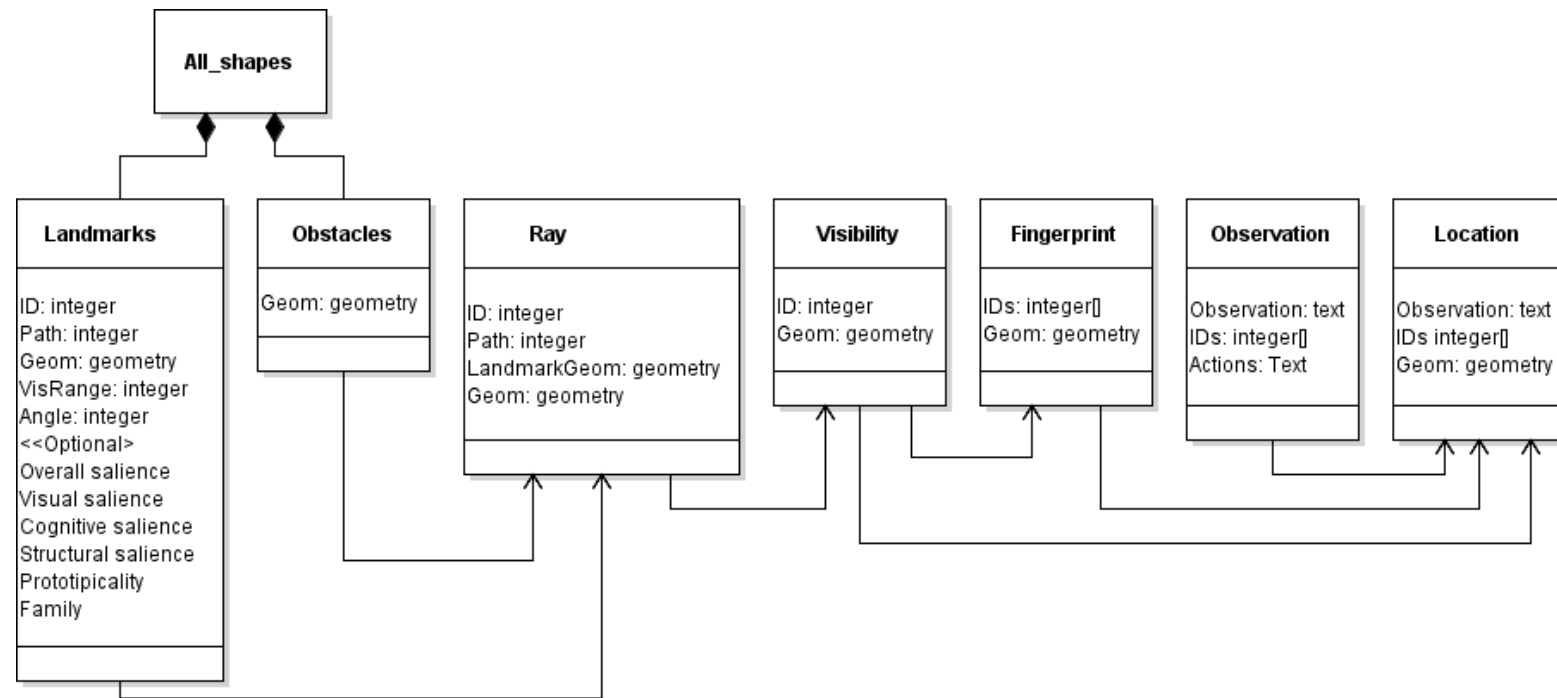 All_shapes
Landmarks
ID: integer
Path: integer
Geom: geometry
VisRange: integer
Angle: integer
<<Optional>
Overall salience
Visual salience
Cognitive salience
Structural salience
Prototipicality
Family
Obstacles
Geom: geometry
Ray
ID: integer
Path: integer
LandmarkGeom: geometry
Geom: geometry
Visibility
ID: integer
Geom: geometry
Fingerprint
IDs: integer[]
Geom: geometry
Observation
Observation: text
IDs: integer[]
Actions: Text
Location
Observation: text
IDs integer[]
Geom: geometry